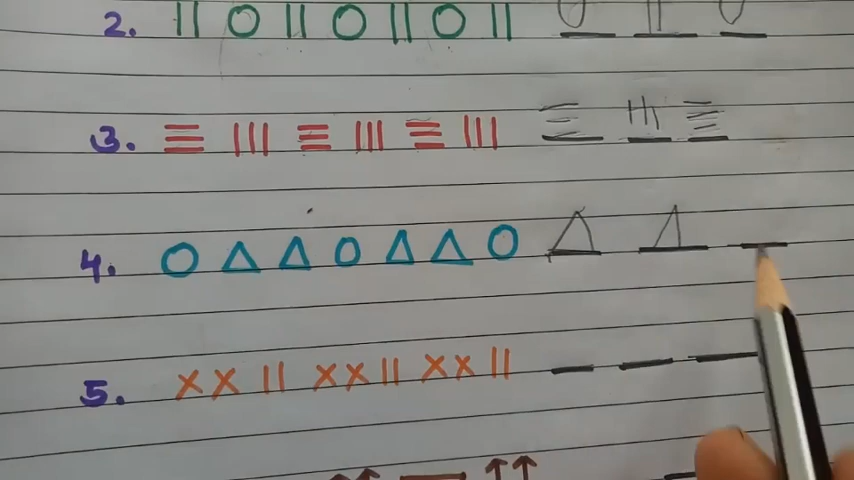 2. || O || O || O ||
3. ☰ ||| ☰ ||| ☰ ||| ☰ ||| ☰
4. O △ △ O △ △ O △ △
5. X X || X X || X X ||
↑↑ — ↑↑